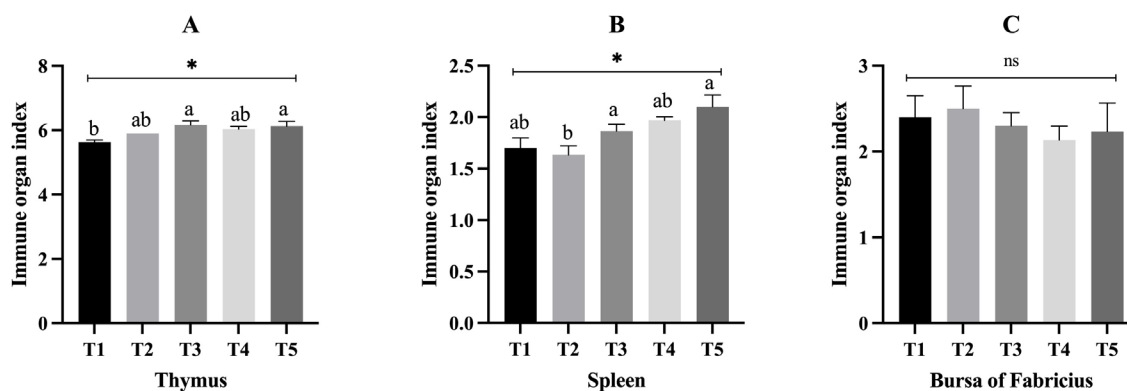 A
Immune organ index
8
6
4
2
0
*
b
ab
a
ab
a
T1 T2 T3 T4 T5
Thymus
B
Immune organ index
2.5
2.0
1.5
1.0
0.5
0.0
*
ab
b
a
ab
a
T1 T2 T3 T4 T5
Spleen
C
Immune organ index
3
2
1
0
ns
T1 T2 T3 T4 T5
Bursa of Fabricius